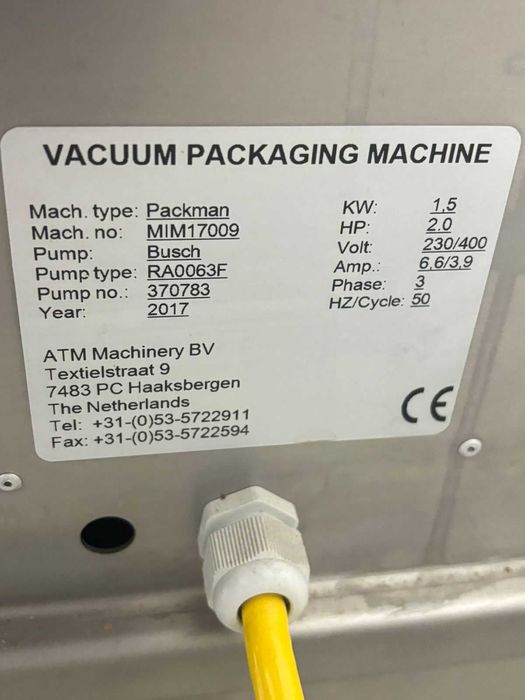 VACUUM PACKAGING MACHINE
Mach. type: Packman
Mach. no: MIM17009
Pump: Busch
Pump type: RA0063F
Pump no.: 370783
Year: 2017
KW: 1,5
HP: 2.0
Volt: 230/400
Amp.: 6,6/3,9
Phase: 3
HZ/Cycle: 50
ATM Machinery BV
Textielstraat 9
7483 PC Haaksbergen
The Netherlands
Tel: +31-(0)53-5722911
Fax: +31-(0)53-5722594
CE